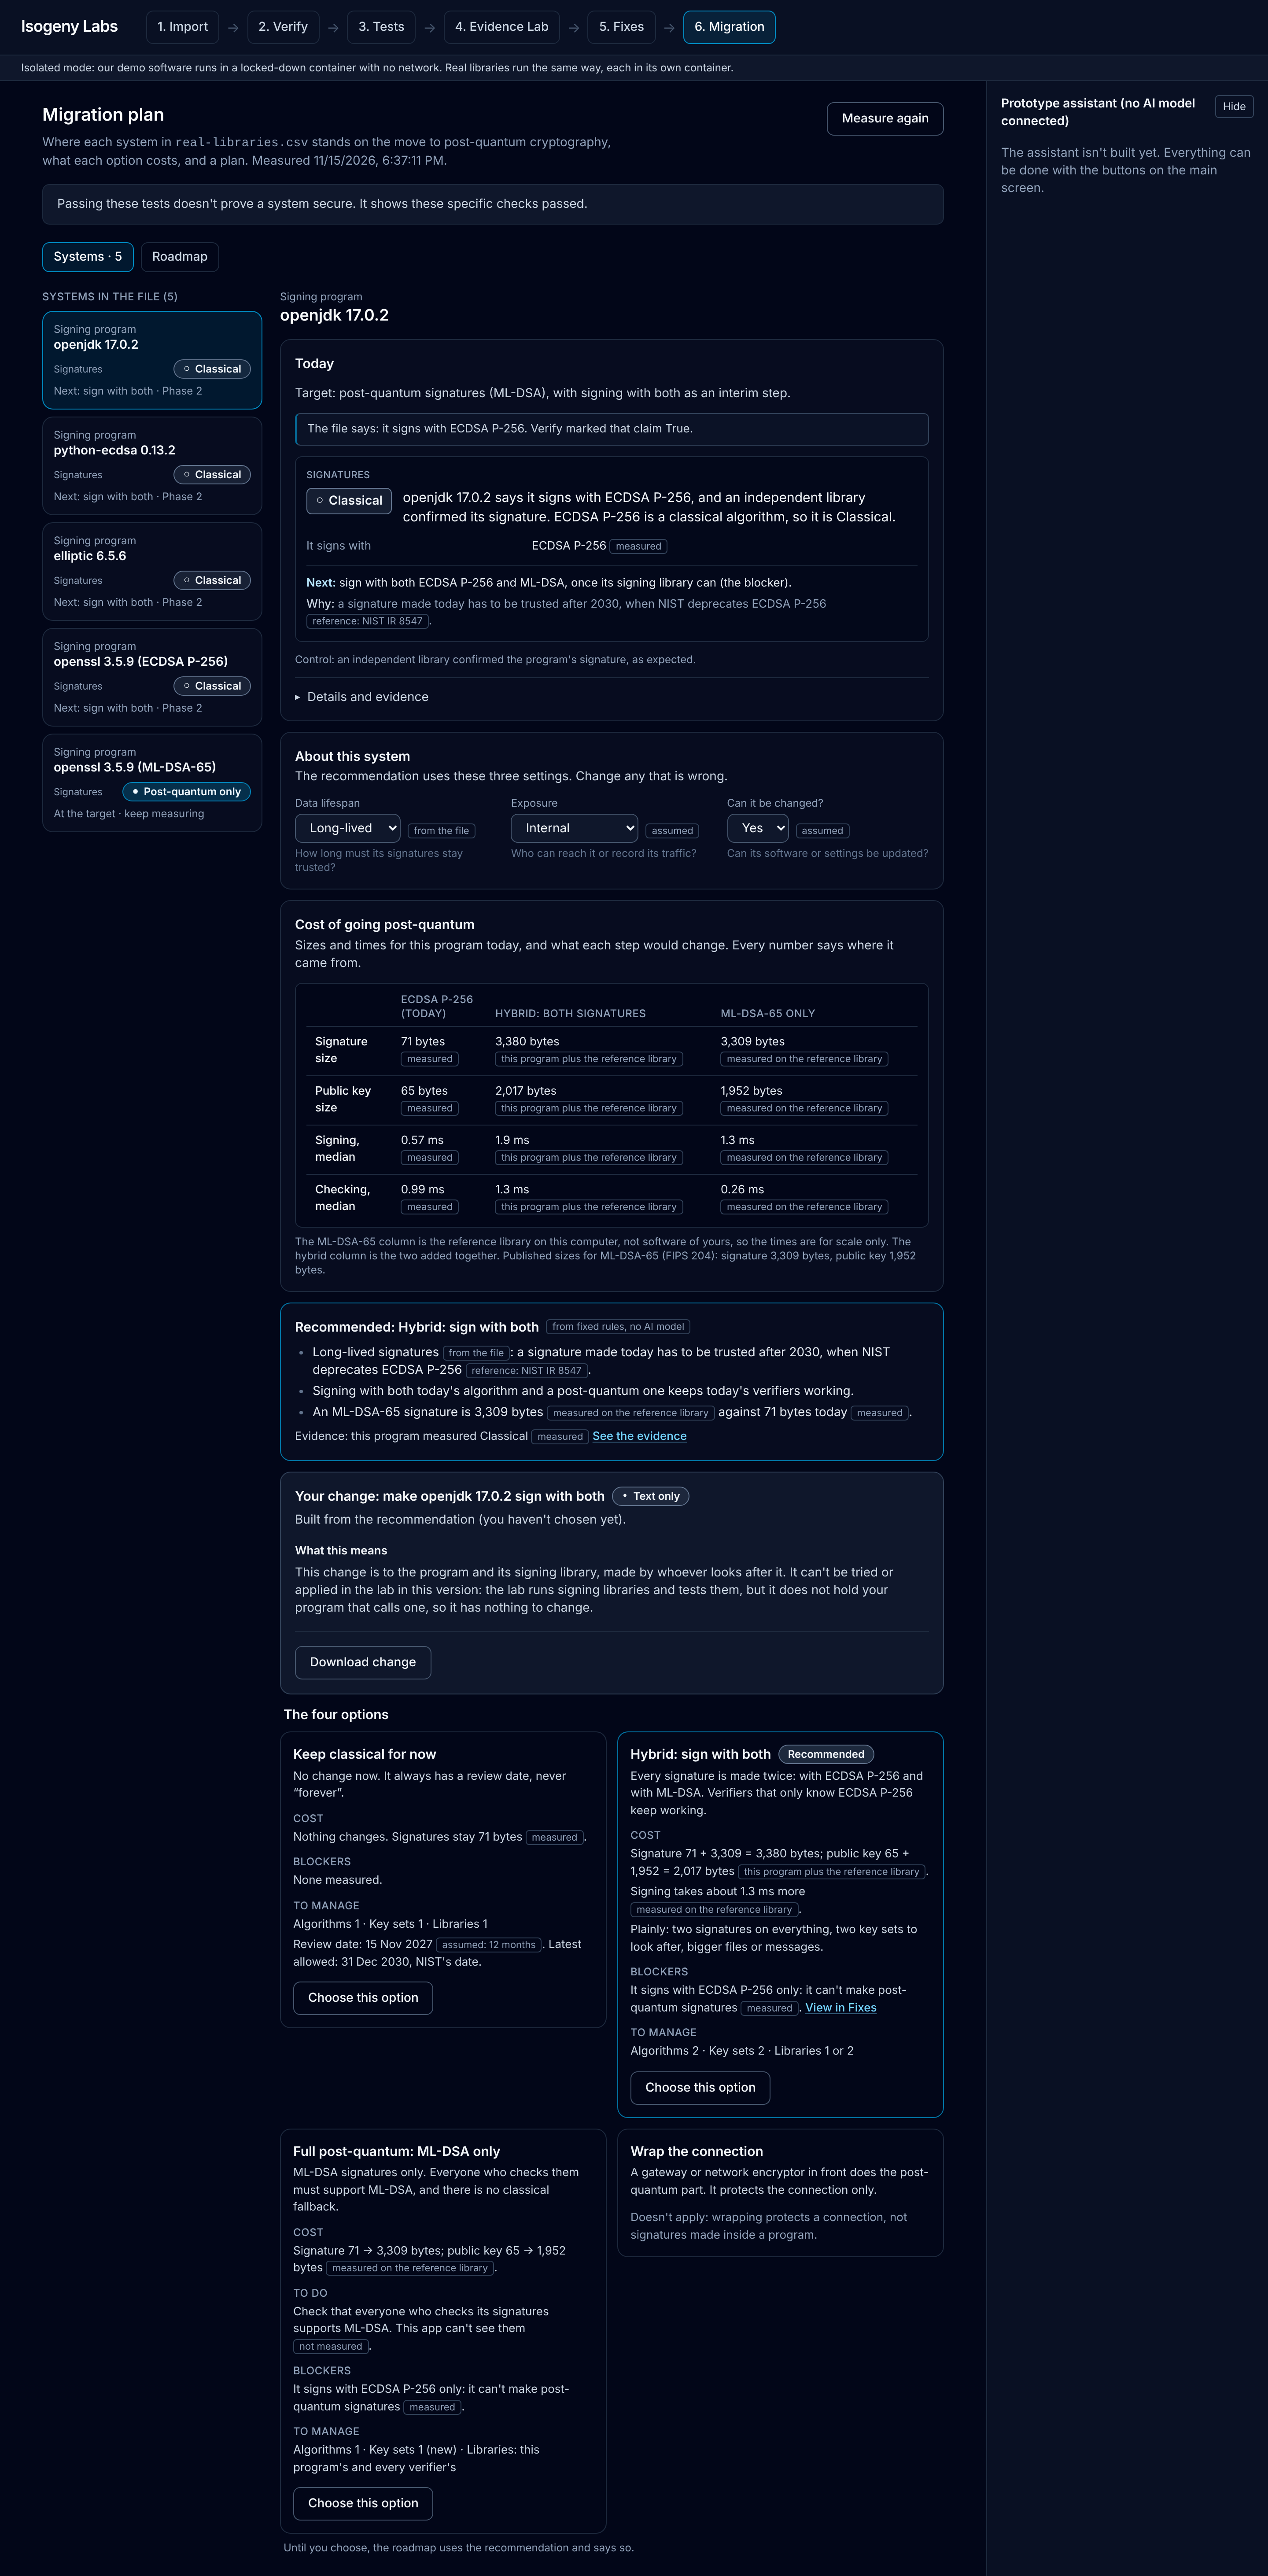 Isogeny Labs
1. Import → 2. Verify → 3. Tests → 4. Evidence Lab → 5. Fixes → 6. Migration
Isolated mode: our demo software runs in a locked-down container with no network. Real libraries run the same way, each in its own container.
Migration plan
Measure again
Where each system in real-libraries.csv stands on the move to post-quantum cryptography,
what each option costs, and a plan. Measured 11/15/2026, 6:37:11 PM.
Passing these tests doesn't prove a system secure. It shows these specific checks passed.
Systems · 5
Roadmap
SYSTEMS IN THE FILE (5)
Signing program
openjdk 17.0.2
Signatures
Classical
Next: sign with both · Phase 2
Signing program
python-ecdsa 0.13.2
Signatures
Classical
Next: sign with both · Phase 2
Signing program
elliptic 6.5.6
Signatures
Classical
Next: sign with both · Phase 2
Signing program
openssl 3.5.9 (ECDSA P-256)
Signatures
Classical
Next: sign with both · Phase 2
Signing program
openssl 3.5.9 (ML-DSA-65)
Signatures
Post-quantum only
At the target · keep measuring
Signing program
openjdk 17.0.2
Today
Target: post-quantum signatures (ML-DSA), with signing with both as an interim step.
The file says: it signs with ECDSA P-256. Verify marked that claim True.
SIGNATURES
Classical
openjdk 17.0.2 says it signs with ECDSA P-256, and an independent library
confirmed its signature. ECDSA P-256 is a classical algorithm, so it is Classical.
It signs with
ECDSA P-256 measured
Next: sign with both ECDSA P-256 and ML-DSA, once its signing library can (the blocker).
Why: a signature made today has to be trusted after 2030, when NIST deprecates ECDSA P-256
reference: NIST IR 8547.
Control: an independent library confirmed the program's signature, as expected.
▸ Details and evidence
About this system
The recommendation uses these three settings. Change any that is wrong.
Data lifespan
Long-lived
from the file
How long must its signatures stay
trusted?
Exposure
Internal
assumed
Who can reach it or record its traffic?
Can it be changed?
Yes
assumed
Can its software or settings be updated?
Cost of going post-quantum
Sizes and times for this program today, and what each step would change. Every number says where it
came from.
ECDSA P-256
(TODAY)
HYBRID: BOTH SIGNATURES
ML-DSA-65 ONLY
Signature
size
71 bytes
measured
3,380 bytes
this program plus the reference library
3,309 bytes
measured on the reference library
Public key
size
65 bytes
measured
2,017 bytes
this program plus the reference library
1,952 bytes
measured on the reference library
Signing,
median
0.57 ms
measured
1.9 ms
this program plus the reference library
1.3 ms
measured on the reference library
Checking,
median
0.99 ms
measured
1.3 ms
this program plus the reference library
0.26 ms
measured on the reference library
The ML-DSA-65 column is the reference library on this computer, not software of yours, so the times are for scale only. The
hybrid column is the two added together. Published sizes for ML-DSA-65 (FIPS 204): signature 3,309 bytes, public key 1,952
bytes.
Recommended: Hybrid: sign with both from fixed rules, no AI model
• Long-lived signatures from the file: a signature made today has to be trusted after 2030, when NIST
deprecates ECDSA P-256 reference: NIST IR 8547.
• Signing with both today's algorithm and a post-quantum one keeps today's verifiers working.
• An ML-DSA-65 signature is 3,309 bytes measured on the reference library against 71 bytes today measured.
Evidence: this program measured Classical measured See the evidence
Your change: make openjdk 17.0.2 sign with both • Text only
Built from the recommendation (you haven't chosen yet).
What this means
This change is to the program and its signing library, made by whoever looks after it. It can't be tried or
applied in the lab in this version: the lab runs signing libraries and tests them, but it does not hold your
program that calls one, so it has nothing to change.
Download change
The four options
Keep classical for now
No change now. It always has a review date, never
“forever”.
COST
Nothing changes. Signatures stay 71 bytes measured.
BLOCKERS
None measured.
TO MANAGE
Algorithms 1 · Key sets 1 · Libraries 1
Review date: 15 Nov 2027 assumed: 12 months. Latest
allowed: 31 Dec 2030, NIST's date.
Choose this option
Hybrid: sign with both Recommended
Every signature is made twice: with ECDSA P-256 and
with ML-DSA. Verifiers that only know ECDSA P-256
keep working.
COST
Signature 71 + 3,309 = 3,380 bytes; public key 65 +
1,952 = 2,017 bytes this program plus the reference library.
Signing takes about 1.3 ms more
measured on the reference library.
Plainly: two signatures on everything, two key sets to
look after, bigger files or messages.
BLOCKERS
It signs with ECDSA P-256 only: it can't make post-
quantum signatures measured. View in Fixes
TO MANAGE
Algorithms 2 · Key sets 2 · Libraries 1 or 2
Choose this option
Full post-quantum: ML-DSA only
ML-DSA signatures only. Everyone who checks them
must support ML-DSA, and there is no classical
fallback.
COST
Signature 71 → 3,309 bytes; public key 65 → 1,952
bytes measured on the reference library.
TO DO
Check that everyone who checks its signatures
supports ML-DSA. This app can't see them
not measured.
BLOCKERS
It signs with ECDSA P-256 only: it can't make post-
quantum signatures measured.
TO MANAGE
Algorithms 1 · Key sets 1 (new) · Libraries: this
program's and every verifier's
Choose this option
Wrap the connection
A gateway or network encryptor in front does the post-
quantum part. It protects the connection only.
Doesn't apply: wrapping protects a connection, not
signatures made inside a program.
Until you choose, the roadmap uses the recommendation and says so.
Prototype assistant (no AI model
connected)
Hide
The assistant isn't built yet. Everything can
be done with the buttons on the main
screen.